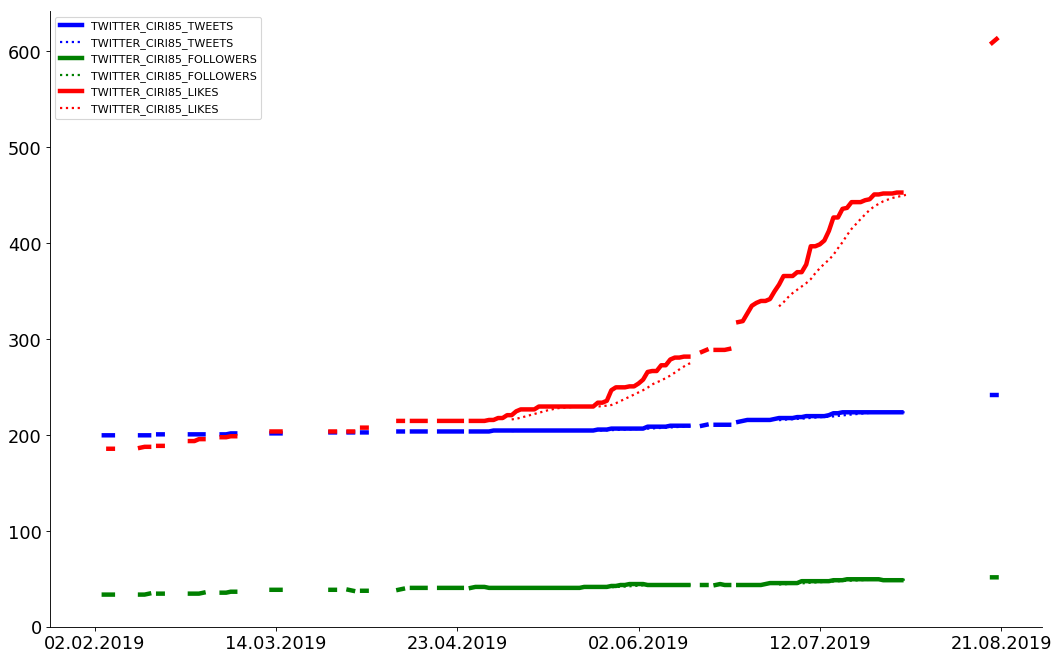 TWITTER_CIRI85_TWEETS
TWITTER_CIRI85_TWEETS
TWITTER_CIRI85_FOLLOWERS
TWITTER_CIRI85_FOLLOWERS
TWITTER_CIRI85_LIKES
TWITTER_CIRI85_LIKES
600
500
400
300
200
100
0
02.02.2019 14.03.2019 23.04.2019 02.06.2019 12.07.2019 21.08.2019